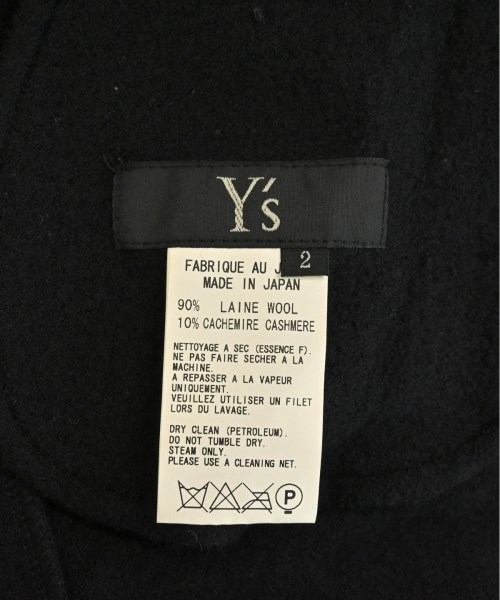 Y's
2
FABRIQUE AU
MADE IN JAPAN
90% LAINE WOOL
10% CACHEMIRE CASHMERE
NETTOYAGE A SEC (ESSENCE F).
NE PAS FAIRE SECHER A LA
MACHINE.
A REPASSER A LA VAPEUR
UNIQUEMENT.
VEUILLEZ UTILISER UN FILET
LORS DU LAVAGE.
DRY CLEAN (PETROLEUM).
DO NOT TUMBLE DRY.
STEAM ONLY.
PLEASE USE A CLEANING NET.
P